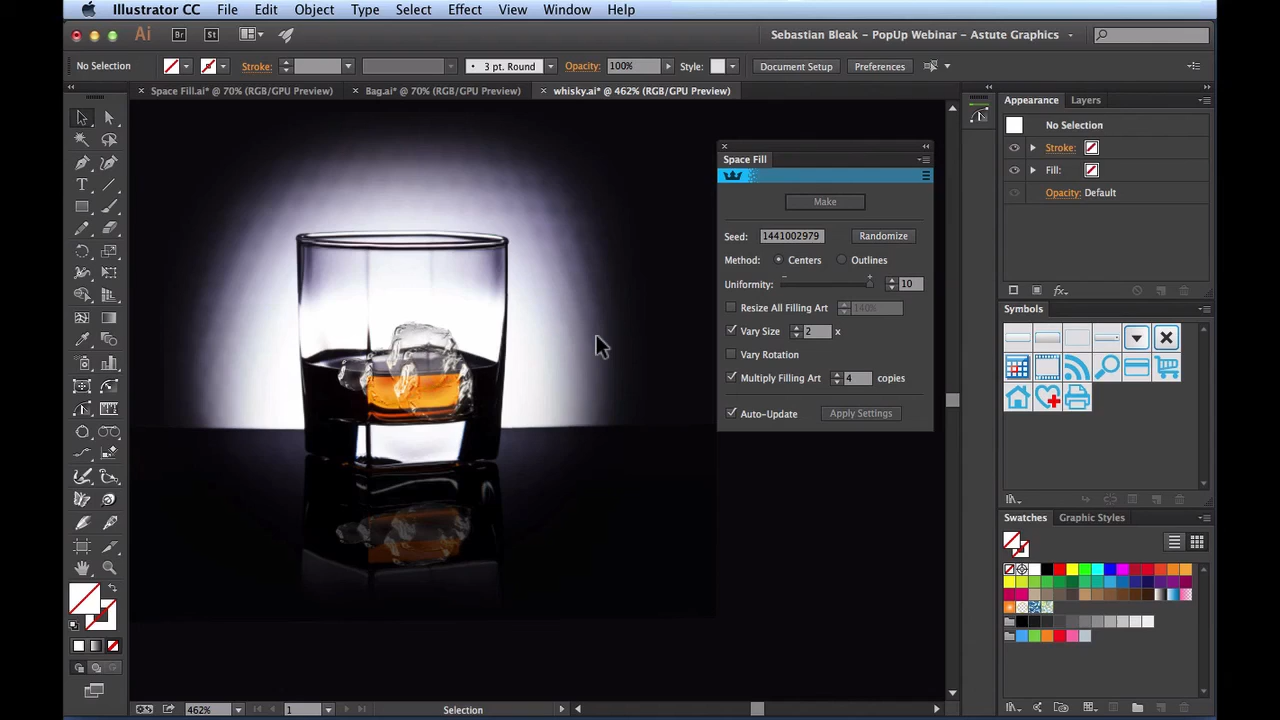 Illustrator CC File Edit Object Type Select Effect View Window Help
Ai Br St Sebastian Bleak - PopUp Webinar - Astute Graphics
No Selection Stroke: 3 pt. Round Opacity: 100% Style: Document Setup Preferences
Space Fill.ai* @ 70% (RGB/GPU Preview) Bag.ai* @ 70% (RGB/GPU Preview) whisky.ai* @ 462% (RGB/GPU Preview)
Space Fill
Make
Seed: 1441002979 Randomize
Method: Centers Outlines
Uniformity: - + 10
Resize All Filling Art 140%
Vary Size 2 x
Vary Rotation
Multiply Filling Art 4 copies
Auto-Update Apply Settings
Appearance Layers
No Selection
Stroke:
Fill:
Opacity: Default
fx
Symbols
Swatches Graphic Styles
462% 1 Selection